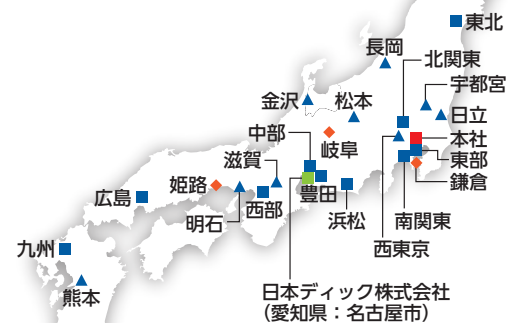 東北
長岡
北関東
宇都宮
金沢
松本
日立
中部
岐阜
本社
滋賀
東部
姫路
鎌倉
広島
豊田
西部
明石
浜松
南関東
九州
西東京
熊本
日本ディック株式会社
(愛知県：名古屋市)